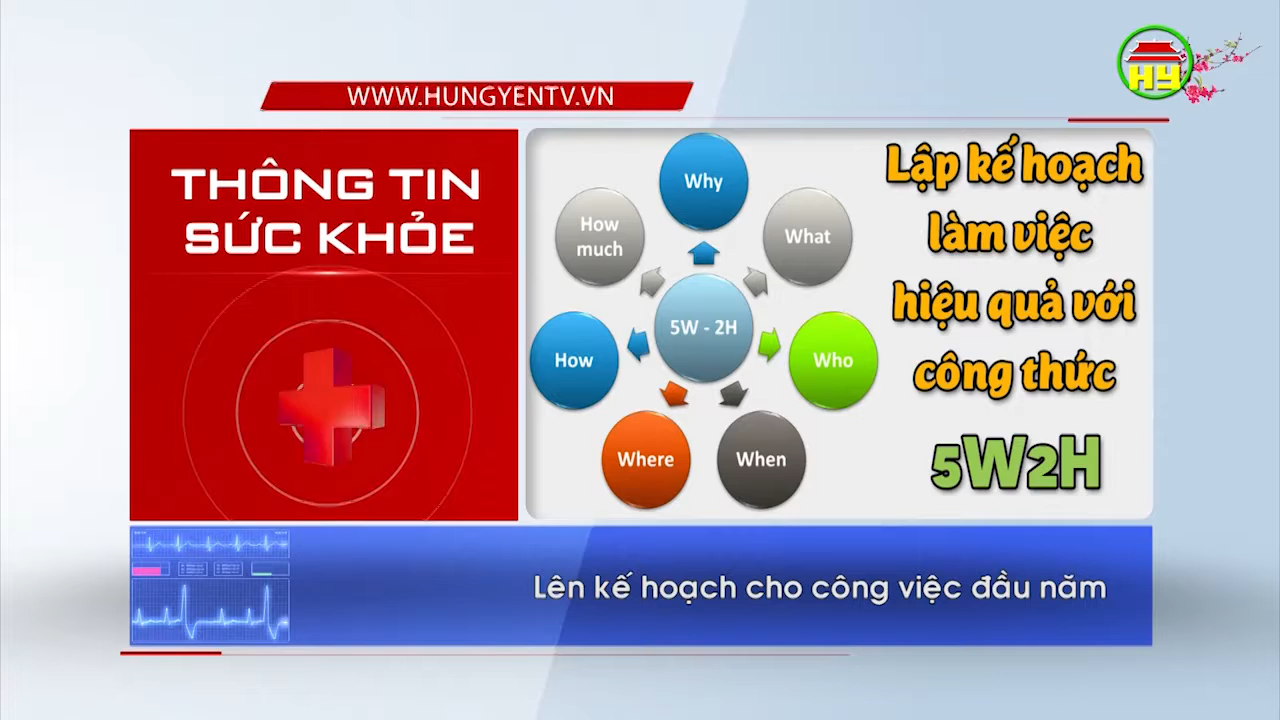 WWW.HUNGYENTV.VN
HY
THÔNG TIN
SỨC KHỎE
Why
How
much
What
5W - 2H
How
Who
Where
When
Lập kế hoạch
làm việc
hiệu quả với
công thức
5W2H
Lên kế hoạch cho công việc đầu năm